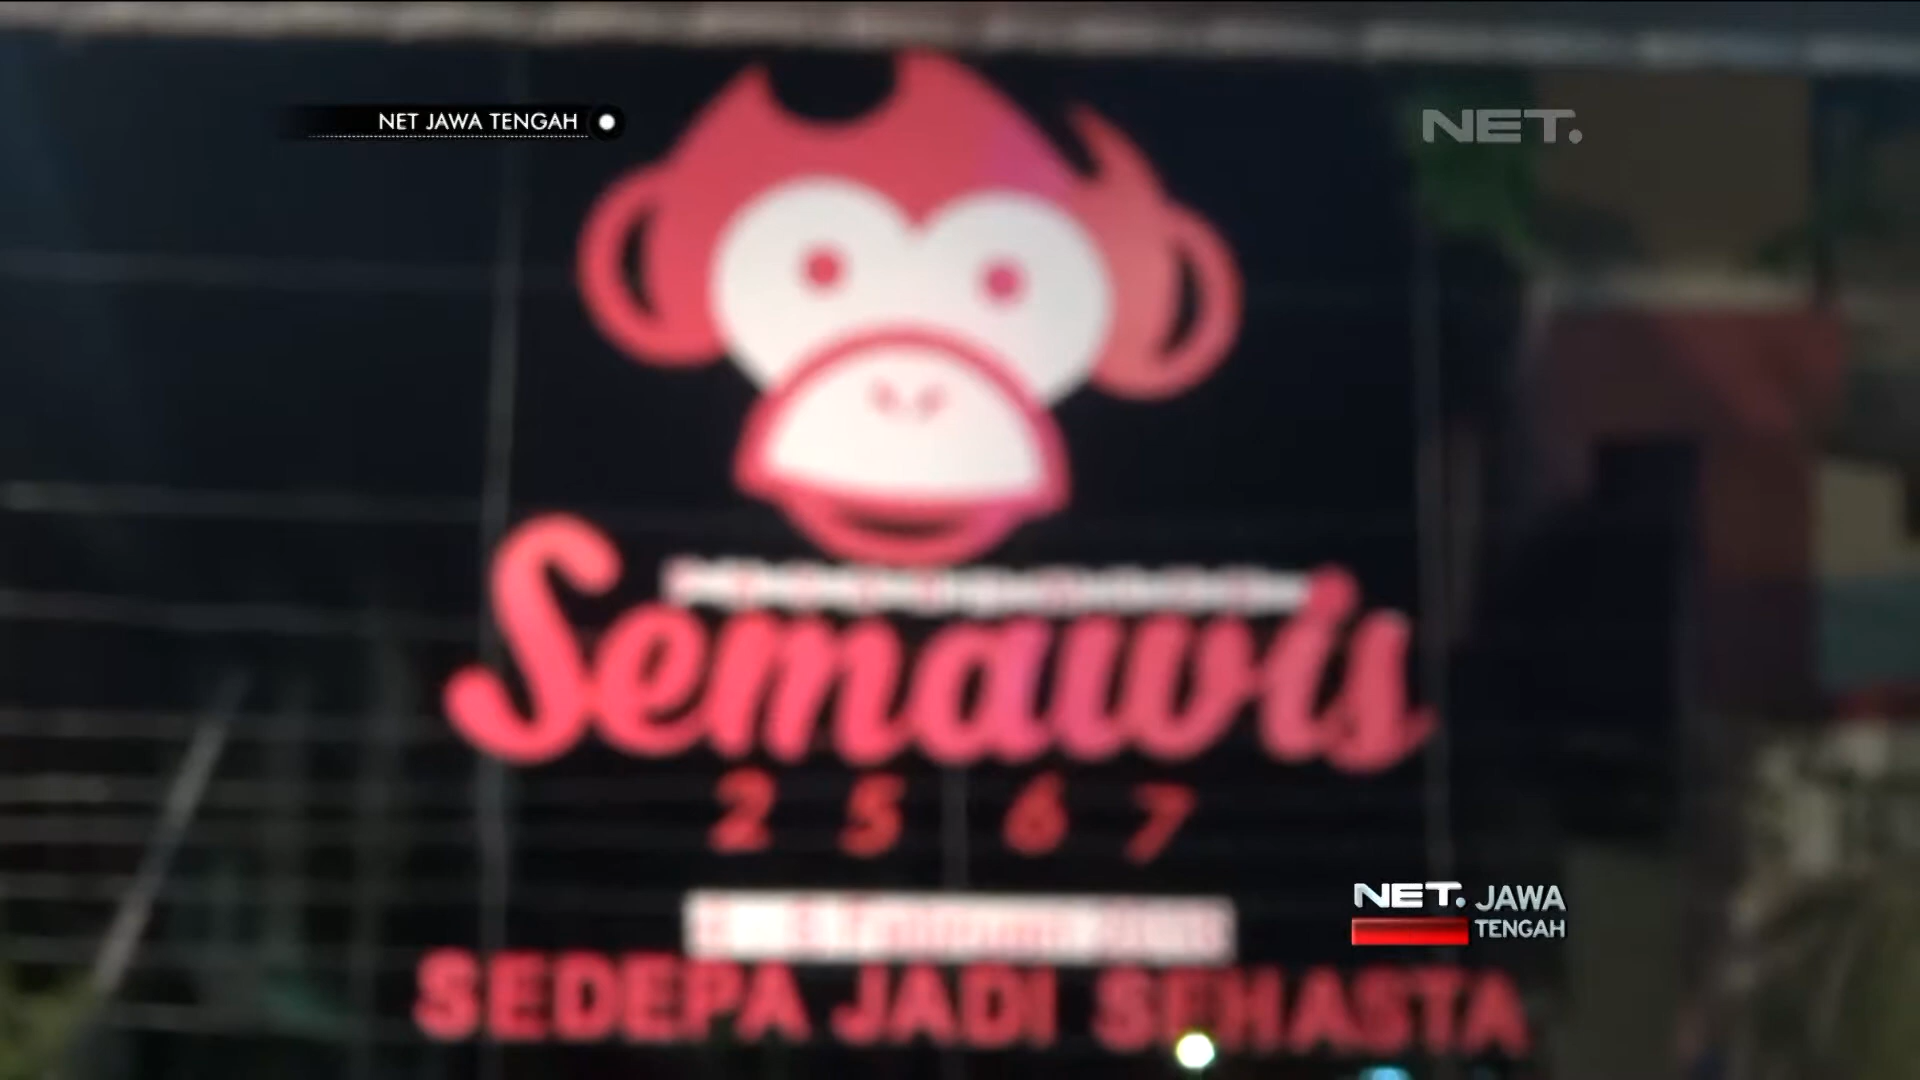 NET JAWA TENGAH
NET.
Semawis
2567
SEDEPA JADI SEHASTA
NET. JAWA
TENGAH